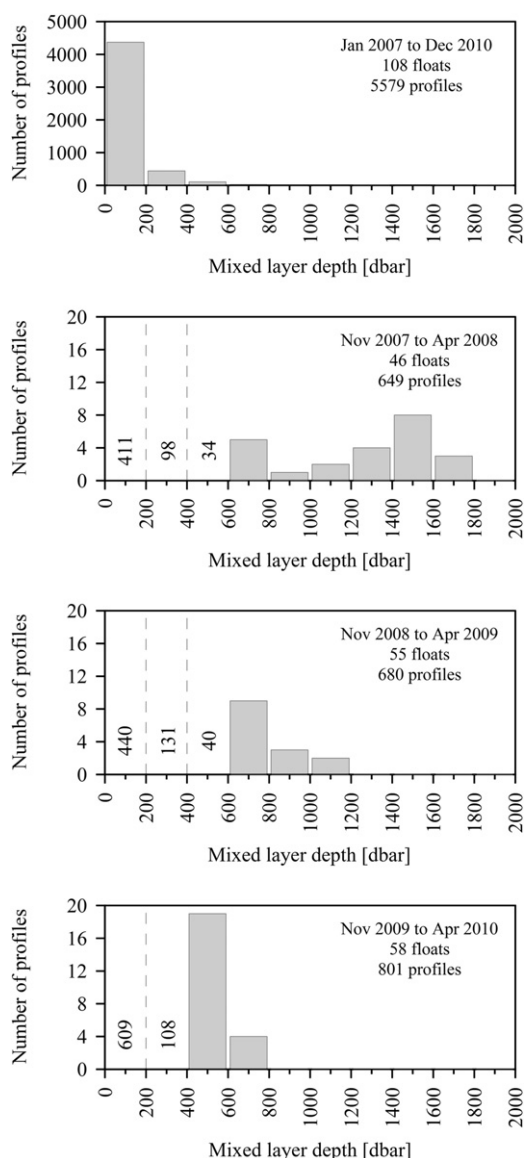 Number of profiles
5000
4000
3000
2000
1000
0
Jan 2007 to Dec 2010
108 floats
5579 profiles
0 200 400 600 800 1000 1200 1400 1600 1800 2000
Mixed layer depth [dbar]
Number of profiles
20
16
12
8
4
0
411 98 34
Nov 2007 to Apr 2008
46 floats
649 profiles
0 200 400 600 800 1000 1200 1400 1600 1800 2000
Mixed layer depth [dbar]
Number of profiles
20
16
12
8
4
0
440 131 40
Nov 2008 to Apr 2009
55 floats
680 profiles
0 200 400 600 800 1000 1200 1400 1600 1800 2000
Mixed layer depth [dbar]
Number of profiles
20
16
12
8
4
0
609 108
Nov 2009 to Apr 2010
58 floats
801 profiles
0 200 400 600 800 1000 1200 1400 1600 1800 2000
Mixed layer depth [dbar]